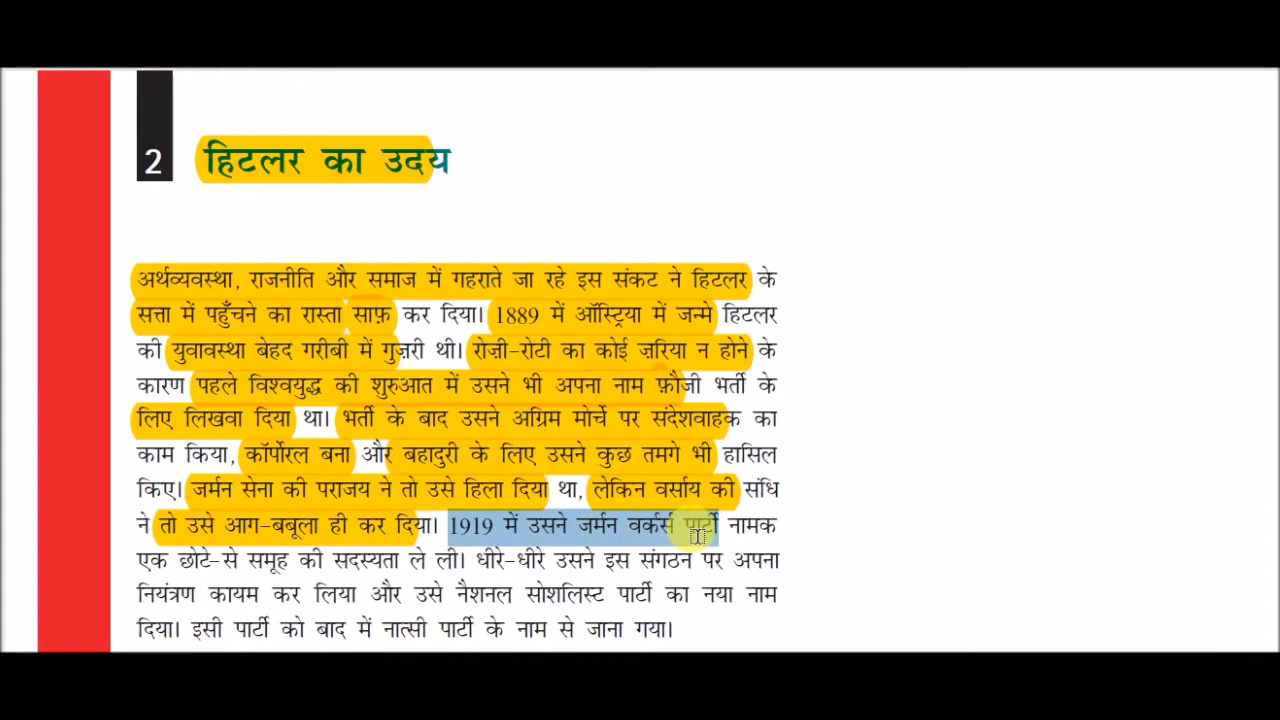 2 हिटलर का उदय
अर्थव्यवस्था, राजनीति और समाज में गहराते जा रहे इस संकट ने हिटलर के
सत्ता में पहुँचने का रास्ता साफ़ कर दिया। 1889 में ऑस्ट्रिया में जन्मे हिटलर
की युवावस्था बेहद गरीबी में गुज़री थी। रोज़ी-रोटी का कोई ज़रिया न होने के
कारण पहले विश्वयुद्ध की शुरुआत में उसने भी अपना नाम फ़ौजी भर्ती के
लिए लिखवा दिया था। भर्ती के बाद उसने अग्रिम मोर्चे पर संदेशवाहक का
काम किया, कॉर्पोरल बना और बहादुरी के लिए उसने कुछ तमगे भी हासिल
किए। जर्मन सेना की पराजय ने तो उसे हिला दिया था, लेकिन वर्साय की संधि
ने तो उसे आग-बबूला ही कर दिया। 1919 में उसने जर्मन वर्कर्स पार्टी नामक
एक छोटे-से समूह की सदस्यता ले ली। धीरे-धीरे उसने इस संगठन पर अपना
नियंत्रण कायम कर लिया और उसे नैशनल सोशलिस्ट पार्टी का नया नाम
दिया। इसी पार्टी को बाद में नात्सी पार्टी के नाम से जाना गया।